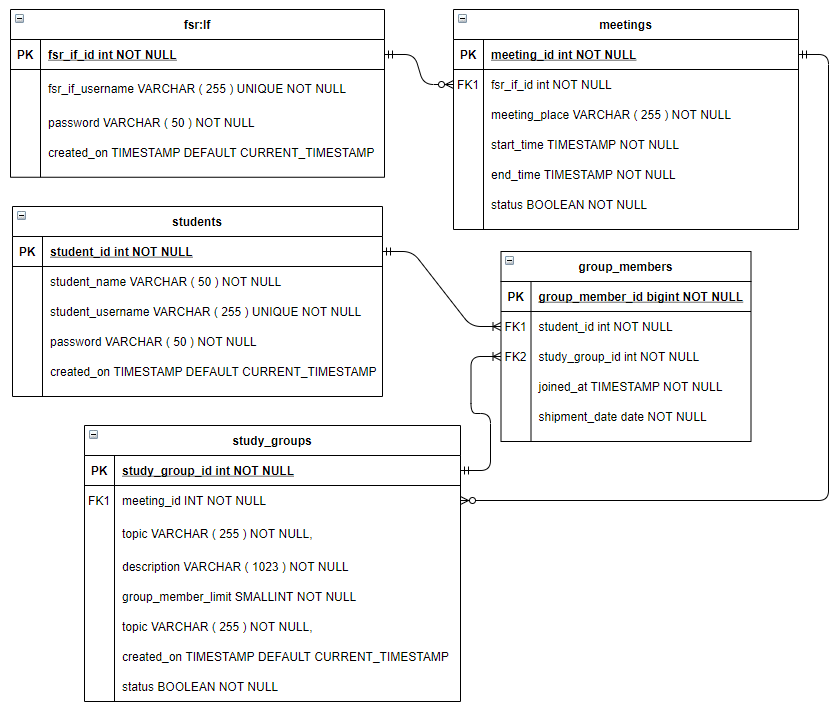 fsr:If
PK fsr_if_id int NOT NULL
fsr_if_username VARCHAR ( 255 ) UNIQUE NOT NULL
password VARCHAR ( 50 ) NOT NULL
created_on TIMESTAMP DEFAULT CURRENT_TIMESTAMP
meetings
PK meeting_id int NOT NULL
FK1 fsr_if_id int NOT NULL
meeting_place VARCHAR ( 255 ) NOT NULL
start_time TIMESTAMP NOT NULL
end_time TIMESTAMP NOT NULL
status BOOLEAN NOT NULL
students
PK student_id int NOT NULL
student_name VARCHAR ( 50 ) NOT NULL
student_username VARCHAR ( 255 ) UNIQUE NOT NULL
password VARCHAR ( 50 ) NOT NULL
created_on TIMESTAMP DEFAULT CURRENT_TIMESTAMP
group_members
PK group_member_id bigint NOT NULL
FK1 student_id int NOT NULL
FK2 study_group_id int NOT NULL
joined_at TIMESTAMP NOT NULL
shipment_date date NOT NULL
study_groups
PK study_group_id int NOT NULL
FK1 meeting_id INT NOT NULL
topic VARCHAR ( 255 ) NOT NULL,
description VARCHAR ( 1023 ) NOT NULL
group_member_limit SMALLINT NOT NULL
topic VARCHAR ( 255 ) NOT NULL,
created_on TIMESTAMP DEFAULT CURRENT_TIMESTAMP
status BOOLEAN NOT NULL